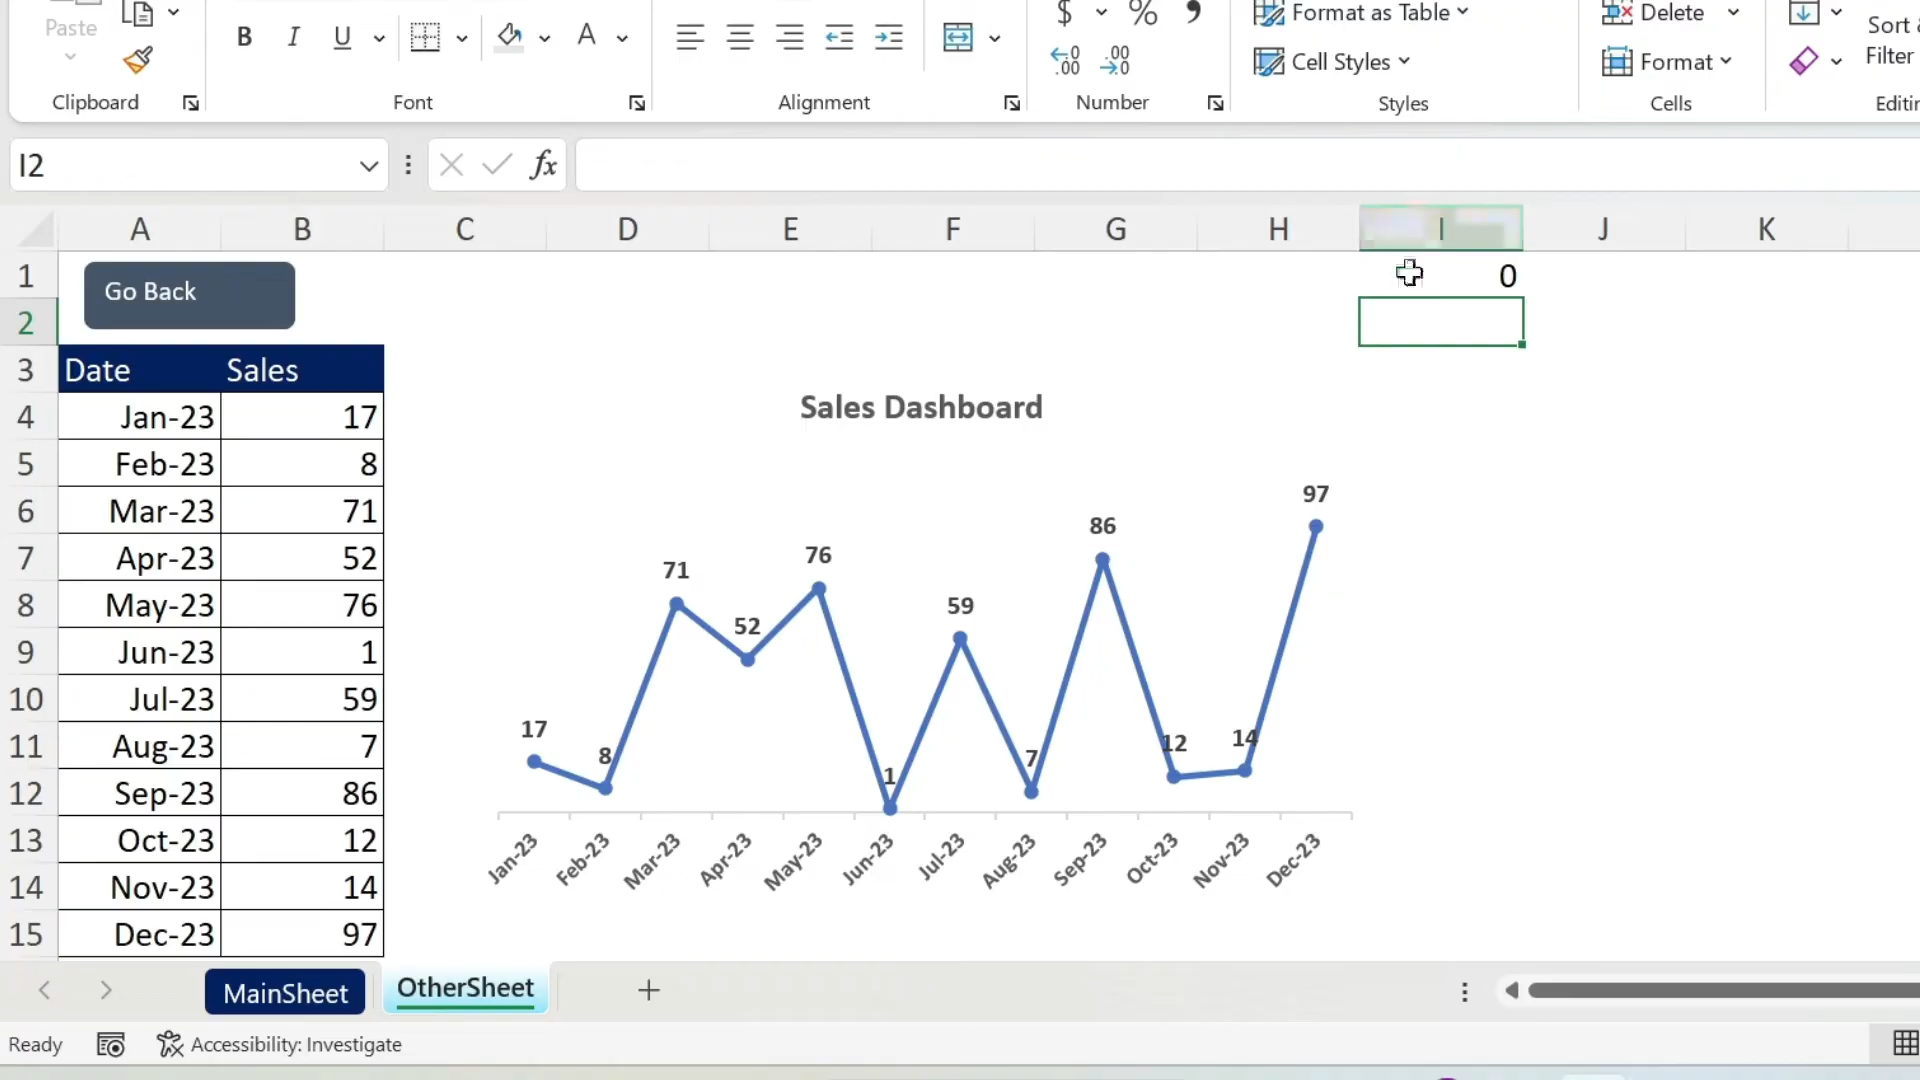 Paste
B I U A
$ % 9
.00 .00
Format as Table
Cell Styles
Delete
Format
Sort &
Filter
Clipboard Font Alignment Number Styles Cells Editin
I2 fx
A B C D E F G H I J K
1 Go Back 0
2
3 Date Sales
4 Jan-23 17
5 Feb-23 8
6 Mar-23 71
7 Apr-23 52
8 May-23 76
9 Jun-23 1
10 Jul-23 59
11 Aug-23 7
12 Sep-23 86
13 Oct-23 12
14 Nov-23 14
15 Dec-23 97
Sales Dashboard
17 8 71 52 76 1 59 7 86 12 14 97
Jan-23 Feb-23 Mar-23 Apr-23 May-23 Jun-23 Jul-23 Aug-23 Sep-23 Oct-23 Nov-23 Dec-23
MainSheet OtherSheet +
Ready Accessibility: Investigate